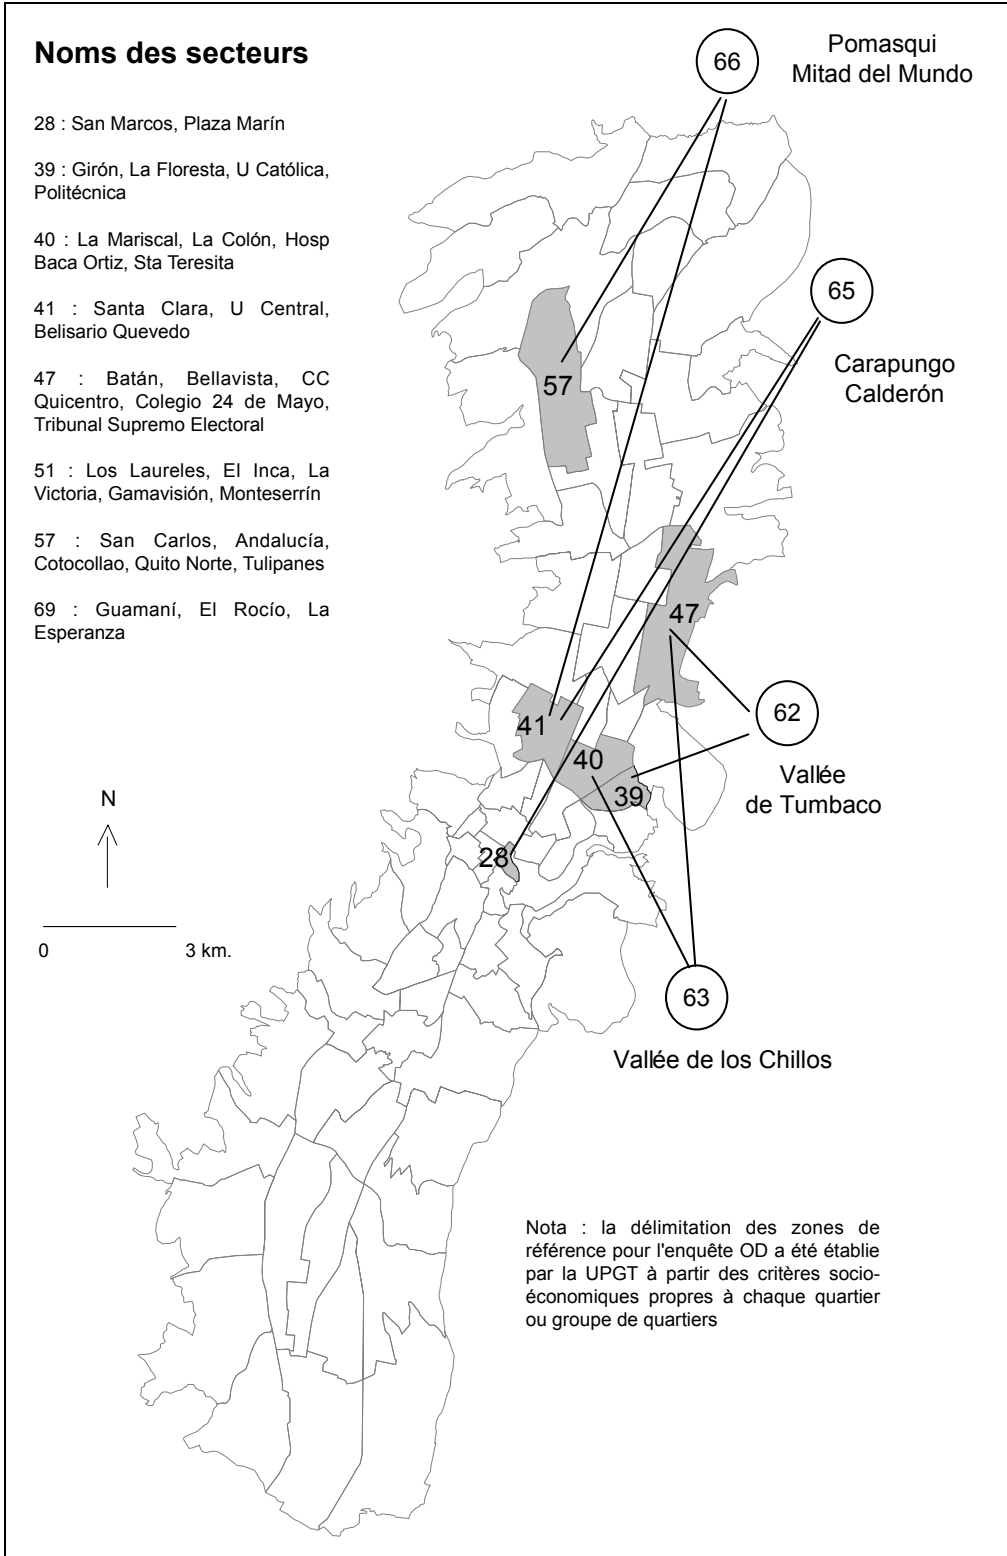 Noms des secteurs
28 : San Marcos, Plaza Marín
39 : Girón, La Floresta, U Católica,
Politécnica
40 : La Mariscal, La Colón, Hosp
Baca Ortiz, Sta Teresita
41 : Santa Clara, U Central,
Belisario Quevedo
47 : Batán, Bellavista, CC
Quicentro, Colegio 24 de Mayo,
Tribunal Supremo Electoral
51 : Los Laureles, El Inca, La
Victoria, Gamavisión, Monteserrín
57 : San Carlos, Andalucía,
Cotocollao, Quito Norte, Tulipanes
69 : Guamaní, El Rocío, La
Esperanza
66
Pomasqui
Mitad del Mundo
65
Carapungo
Calderón
57
47
62
Vallée
de Tumbaco
41
40
39
28
N
0 3 km.
63
Vallée de los Chillos
Nota : la délimitation des zones de
référence pour l'enquête OD a été établie
par la UPGT à partir des critères socio-
économiques propres à chaque quartier
ou groupe de quartiers